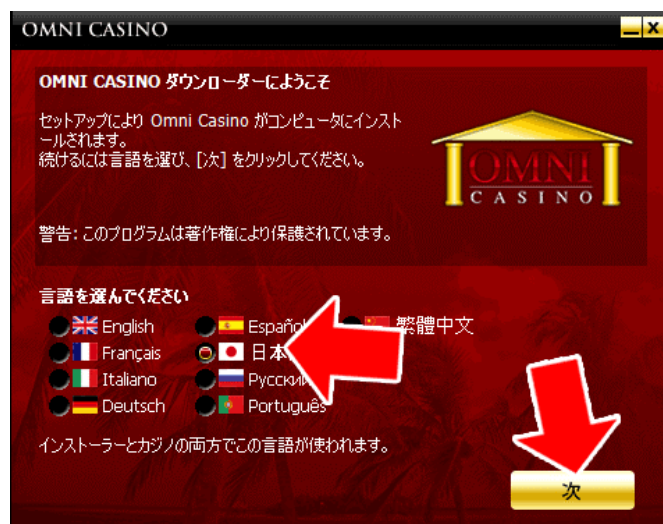 OMNI CASINO
OMNI CASINO ダウンローダーにようこそ
セットアップにより Omni Casino がコンピュータにインスト
ールされます。
続けるには言語を選び、[次] をクリックしてください。
OMNI
CASINO
警告: このプログラムは著作権により保護されています。
言語を選んでください
English
Español
繁體中文
Français
日本
Italiano
Русский
Deutsch
Português
インストーラーとカジノの両方でこの言語が使われます。
次